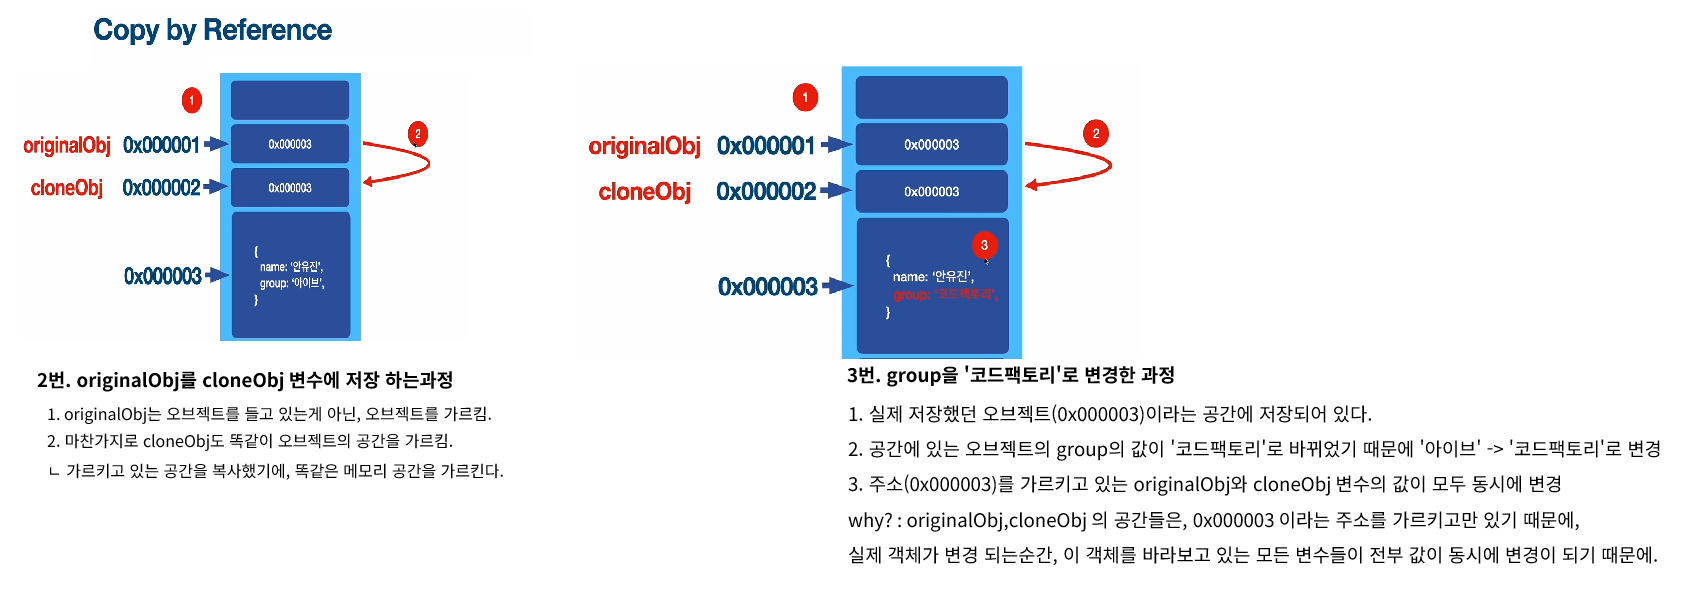 Copy by Reference
1
2
originalObj 0x000001 0x000003
cloneObj 0x000002 0x000003
0x000003
{
name: '안유진',
group: '아이브',
}
2번. originalObj를 cloneObj 변수에 저장 하는과정
1. originalObj는 오브젝트를 들고 있는게 아닌, 오브젝트를 가르킴.
2. 마찬가지로 cloneObj도 똑같이 오브젝트의 공간을 가르킴.
ㄴ 가르키고 있는 공간을 복사했기에, 똑같은 메모리 공간을 가르킨다.
1
2
originalObj 0x000001 0x000003
cloneObj 0x000002 0x000003
3
0x000003
{
name: '안유진',
group: '코드팩토리',
}
3번. group을 '코드팩토리'로 변경한 과정
1. 실제 저장했던 오브젝트(0x000003)이라는 공간에 저장되어 있다.
2. 공간에 있는 오브젝트의 group의 값이 '코드팩토리'로 바뀌었기 때문에 '아이브' -> '코드팩토리'로 변경
3. 주소(0x000003)를 가르키고 있는 originalObj와 cloneObj 변수의 값이 모두 동시에 변경
why? : originalObj,cloneObj 의 공간들은, 0x000003 이라는 주소를 가르키고만 있기 때문에,
실제 객체가 변경 되는순간, 이 객체를 바라보고 있는 모든 변수들이 전부 값이 동시에 변경이 되기 때문에.